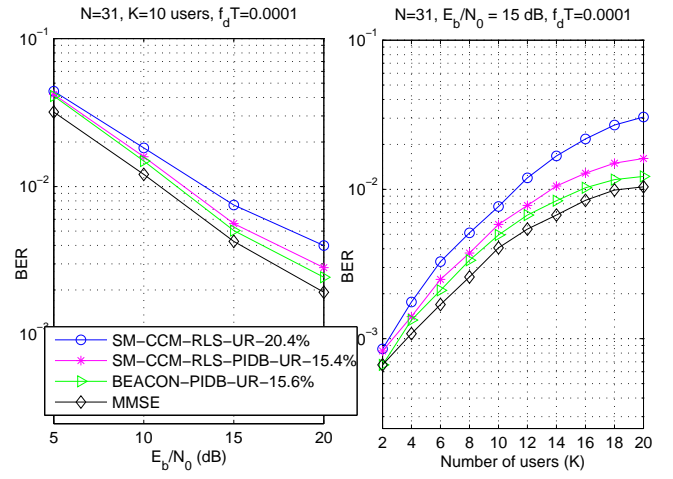 N=31, K=10 users, f_dT=0.0001
10^-1
10^-2
10^-3
BER
5
10
15
20
E_b/N_0 (dB)
SM−CCM−RLS−UR−20.4%
SM−CCM−RLS−PIDB−UR−15.4%
BEACON−PIDB−UR−15.6%
MMSE
N=31, E_b/N_0 = 15 dB, f_dT=0.0001
10^-1
10^-2
10^-3
BER
2
4
6
8
10
12
14
16
18
20
Number of users (K)